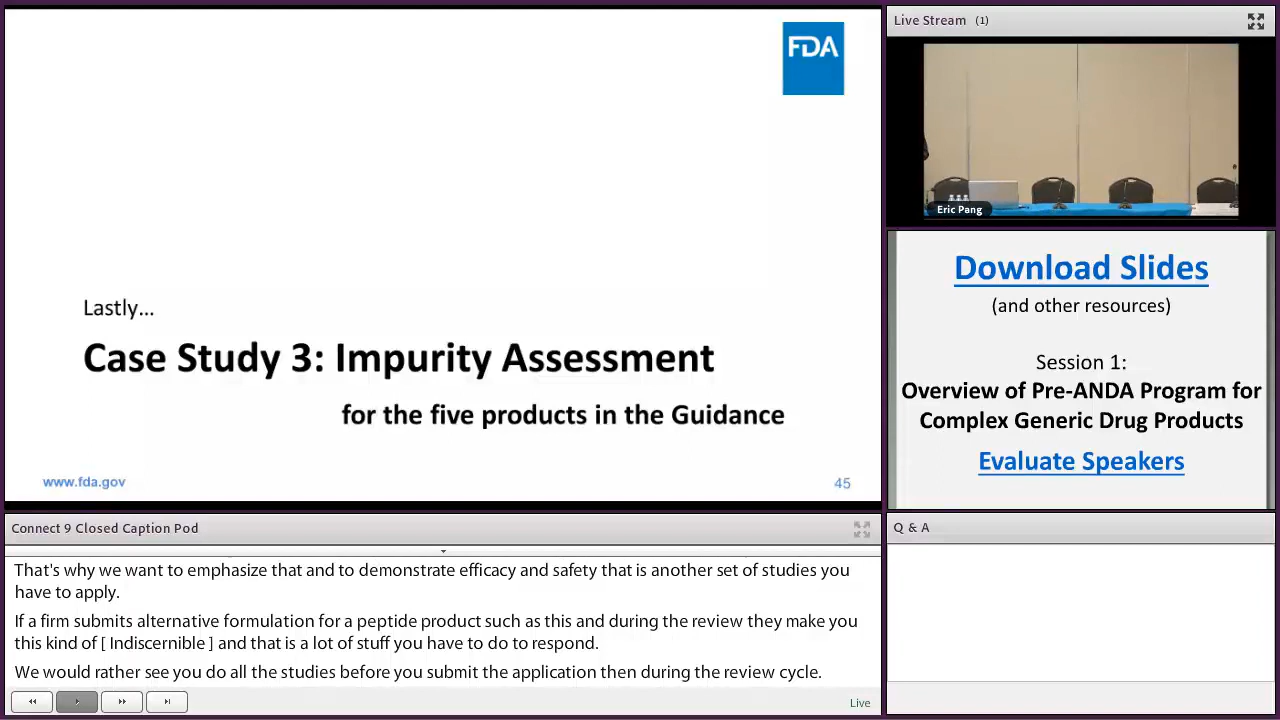 FDA
Lastly...
Case Study 3: Impurity Assessment
for the five products in the Guidance
www.fda.gov
45
Live Stream (1)
Eric Pang
Download Slides
(and other resources)
Session 1:
Overview of Pre-ANDA Program for
Complex Generic Drug Products
Evaluate Speakers
Connect 9 Closed Caption Pod
That's why we want to emphasize that and to demonstrate efficacy and safety that is another set of studies you
have to apply.
If a firm submits alternative formulation for a peptide product such as this and during the review they make you
this kind of [ Indiscernible ] and that is a lot of stuff you have to do to respond.
We would rather see you do all the studies before you submit the application then during the review cycle.
Live
Q & A